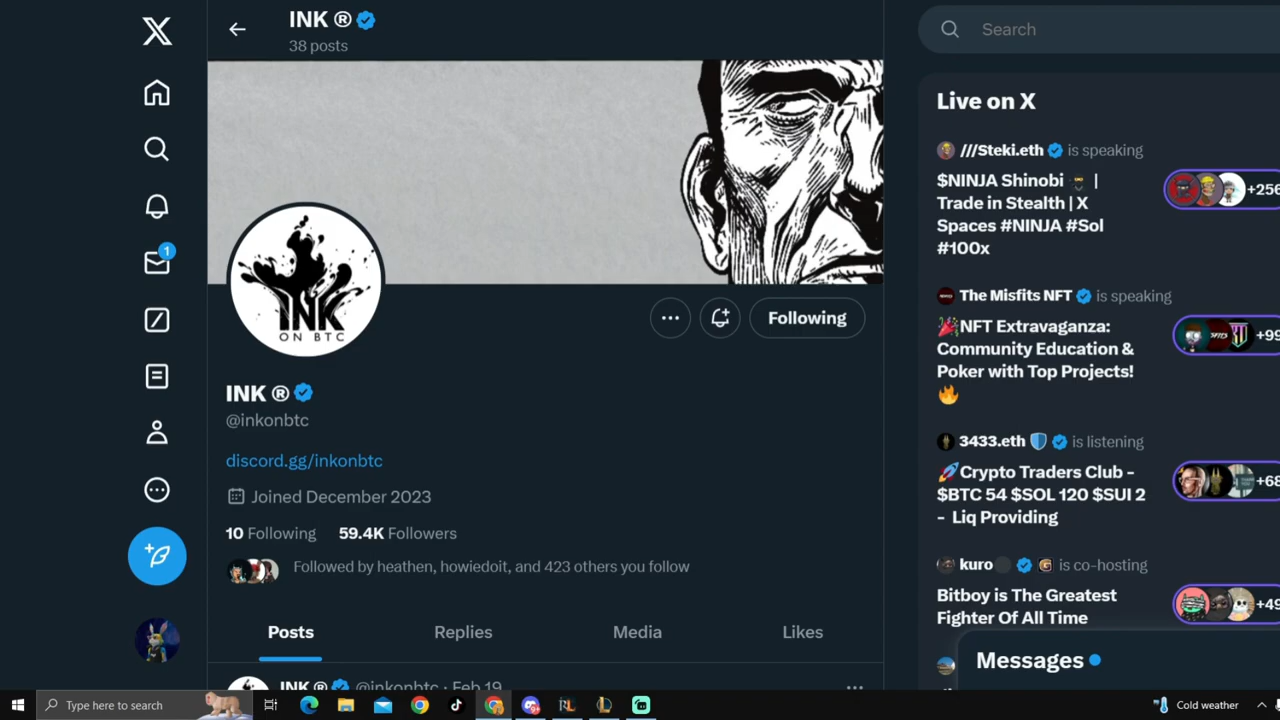 INK ®
38 posts
INK
ON BTC
Following
INK ®
@inkonbtc
discord.gg/inkonbtc
Joined December 2023
10 Following 59.4K Followers
Followed by heathen, howiedoit, and 423 others you follow
Posts Replies Media Likes
INK ® @inkonbtc · Feb 19
1
Search
Live on X
///Steki.eth is speaking
$NINJA Shinobi |
Trade in Stealth | X
Spaces #NINJA #Sol
#100x
+256
The Misfits NFT is speaking
NFT Extravaganza:
Community Education &
Poker with Top Projects!
+99
3433.eth is listening
Crypto Traders Club -
$BTC 54 $SOL 120 $SUI 2
- Liq Providing
+68
kuro is co-hosting
Bitboy is The Greatest
Fighter Of All Time
+49
Messages
Type here to search
Cold weather